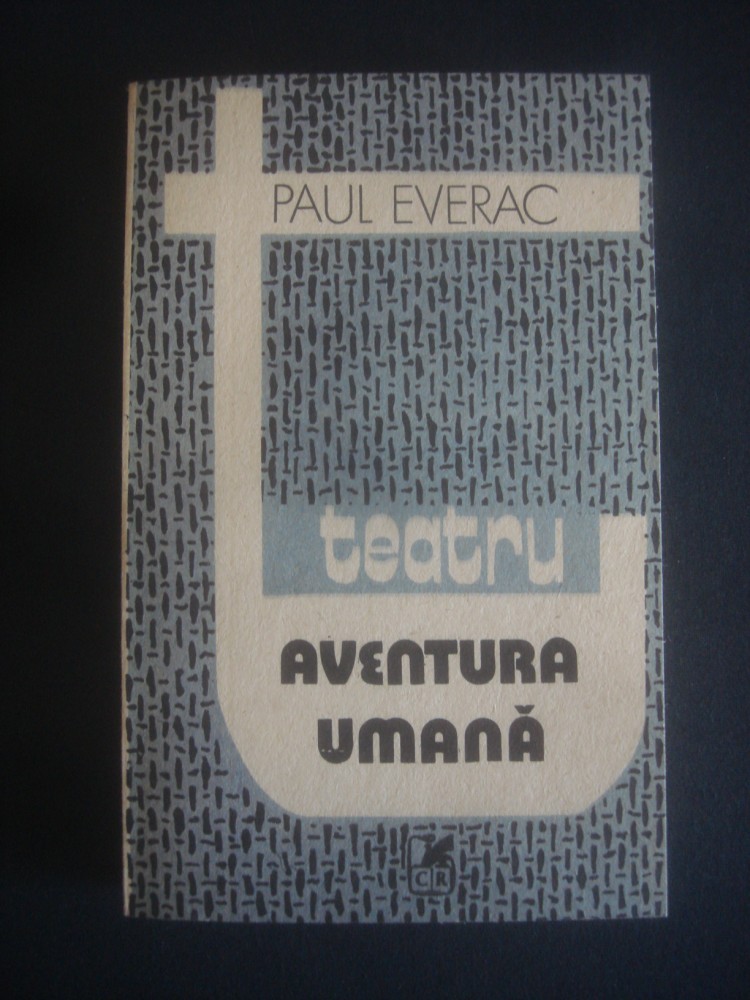 PAUL EVERAC
teatru
AVENTURA
UMANĂ
CR